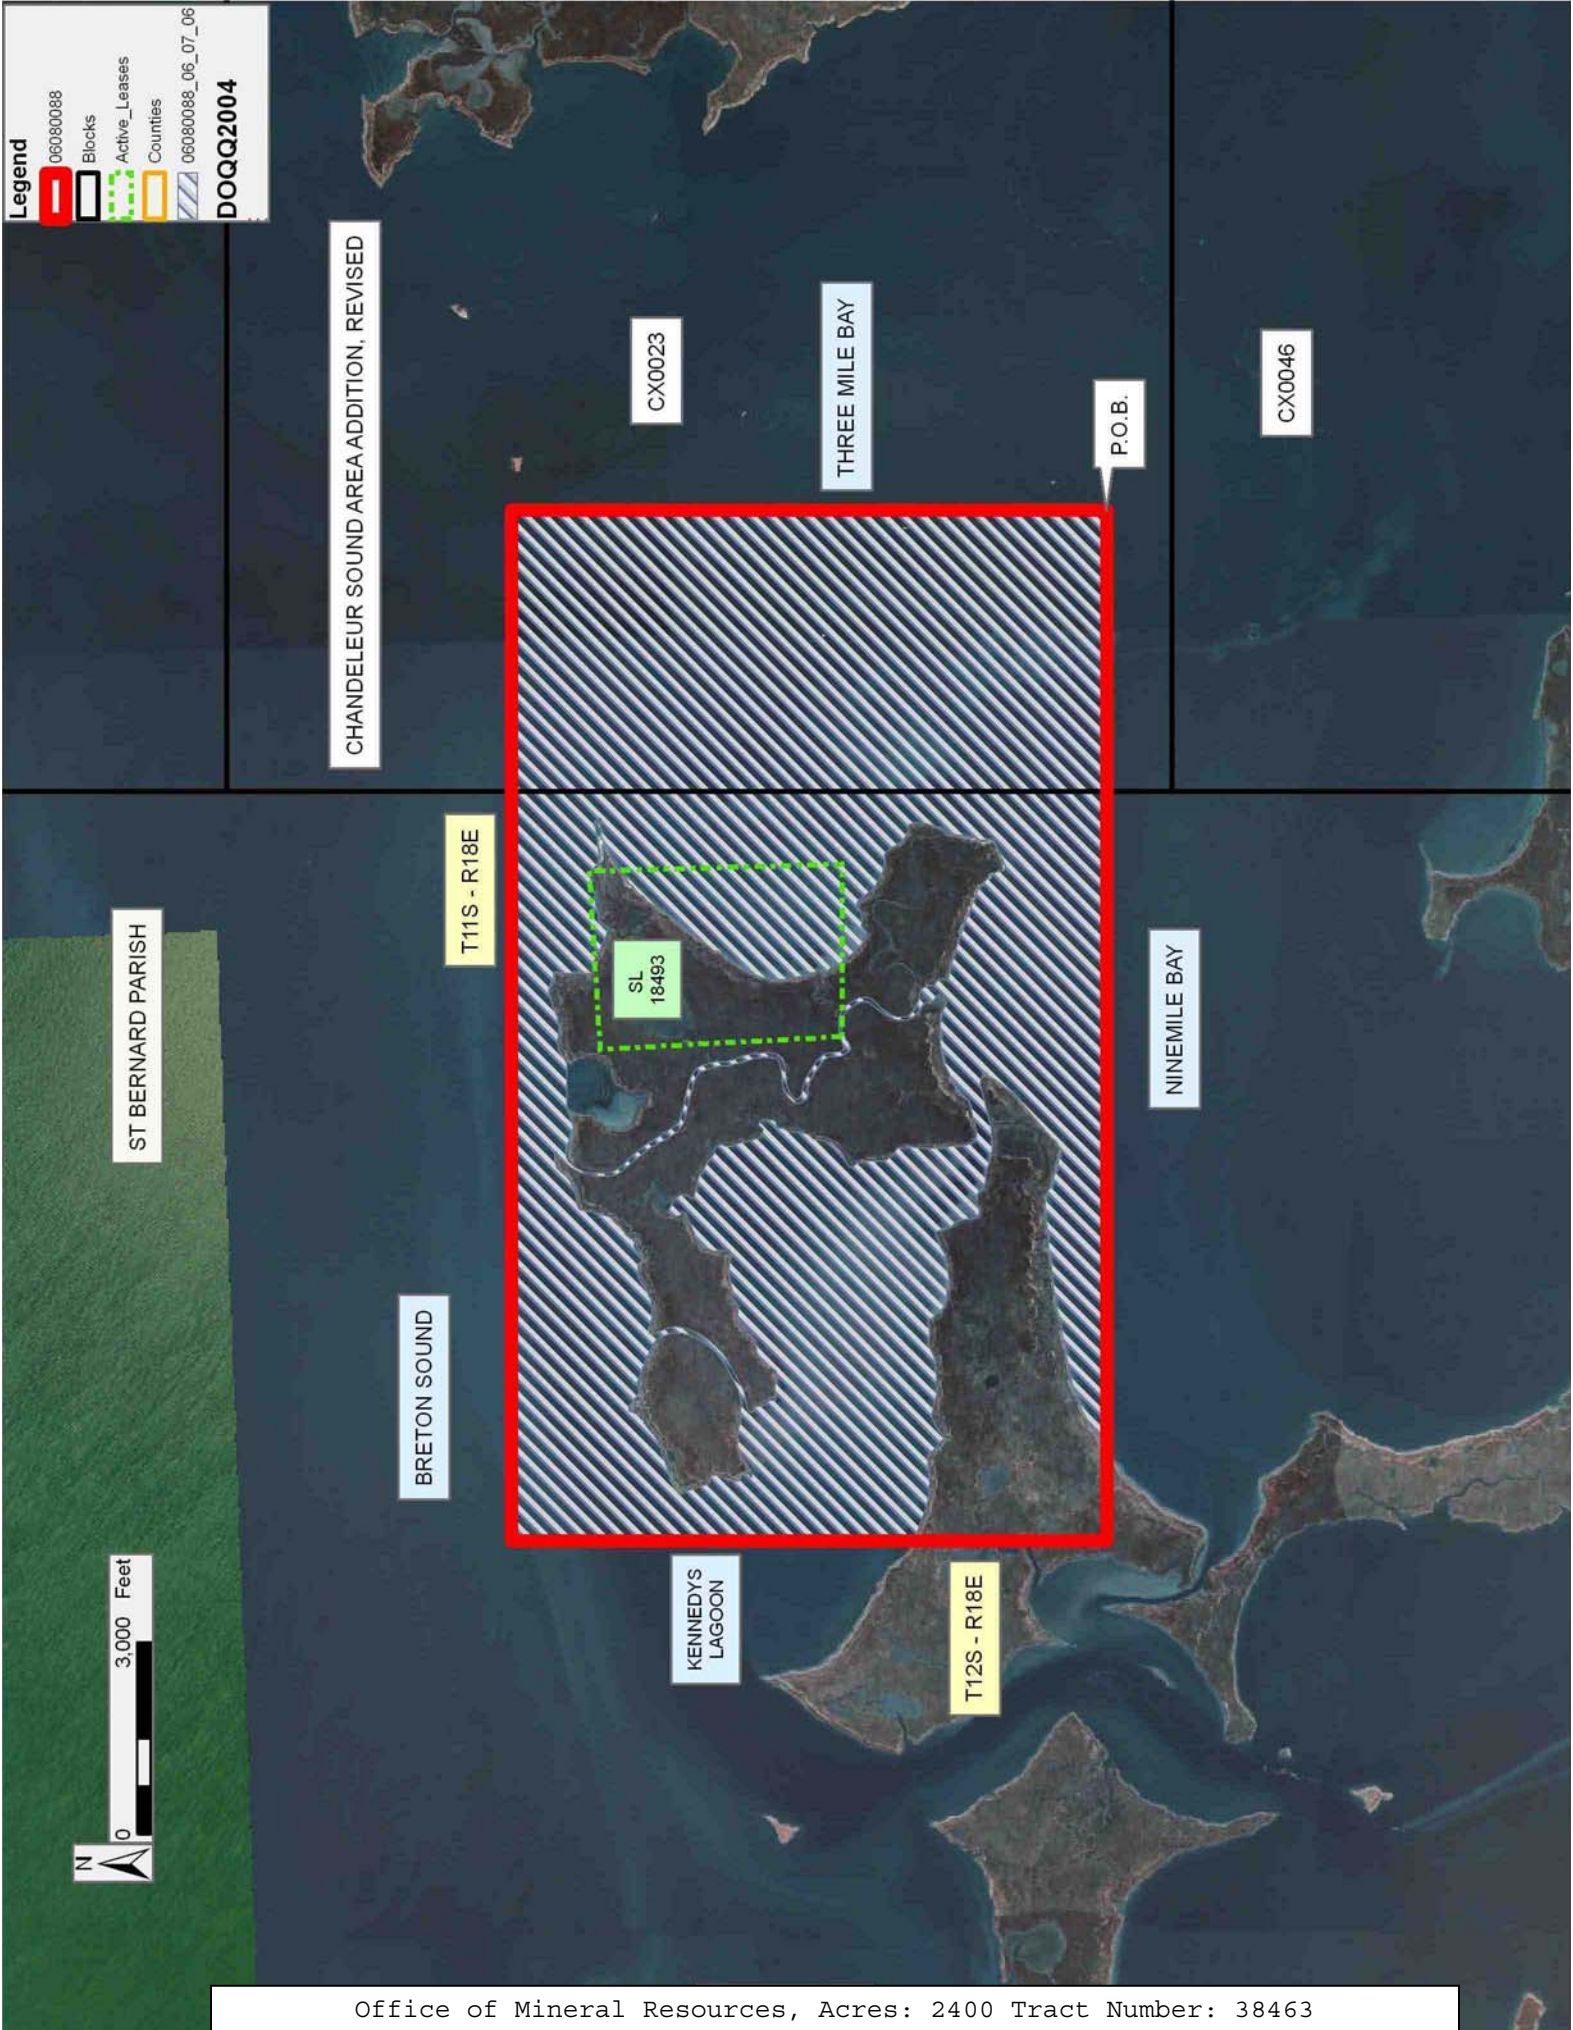 Legend
06080088
Blocks
Active_Leases
Counties
06080088_06_07_06
DOQQ2004
N
0 3,000 Feet
ST BERNARD PARISH
CHANDELEUR SOUND AREA ADDITION, REVISED
BRETON SOUND
T11S - R18E
CX0023
SL
18493
KENNEDYS
LAGOON
THREE MILE BAY
T12S - R18E
P.O.B.
NINEMILE BAY
CX0046
Office of Mineral Resources, Acres: 2400 Tract Number: 38463